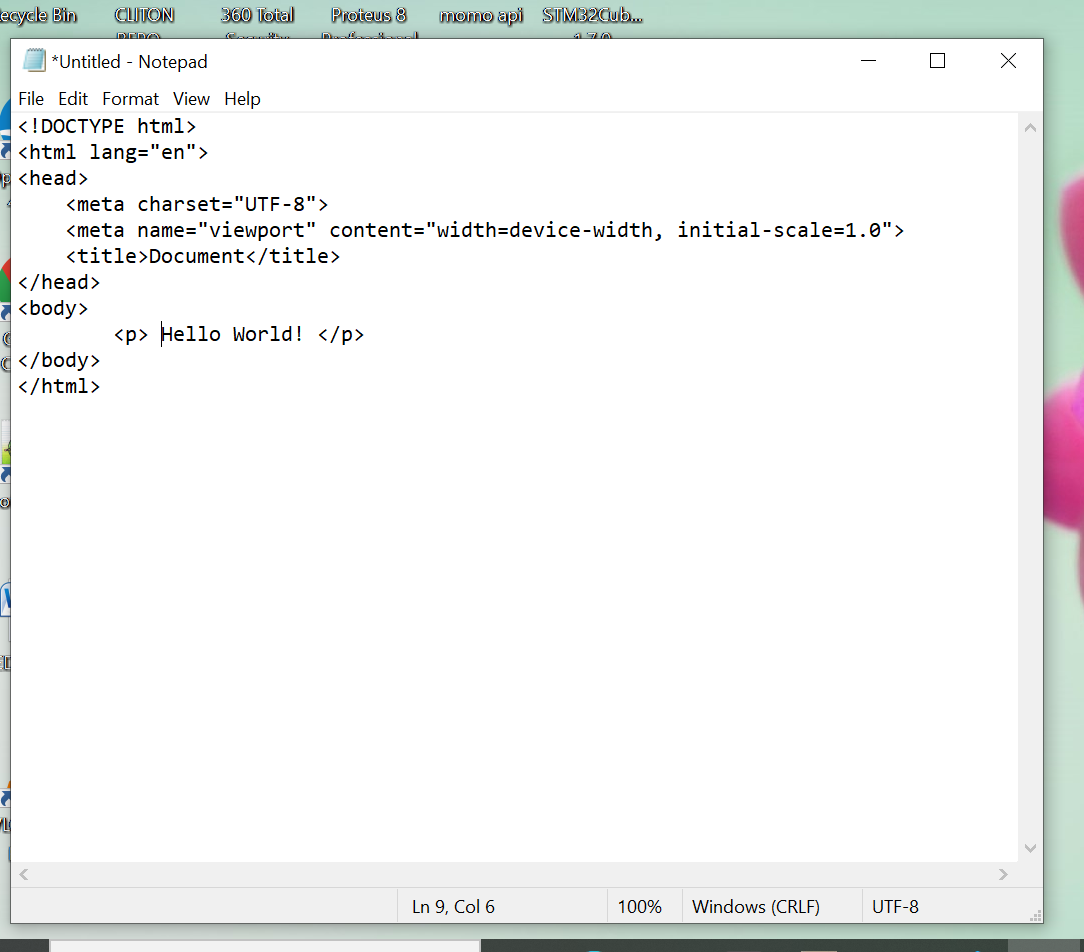 ecycle Bin CLITON 360 Total Proteus 8 momo api STM32Cub...
*Untitled - Notepad
File Edit Format View Help
<!DOCTYPE html>
<html lang="en">
<head>
    <meta charset="UTF-8">
    <meta name="viewport" content="width=device-width, initial-scale=1.0">
    <title>Document</title>
</head>
<body>
        <p> Hello World! </p>
</body>
</html>
Ln 9, Col 6 100% Windows (CRLF) UTF-8